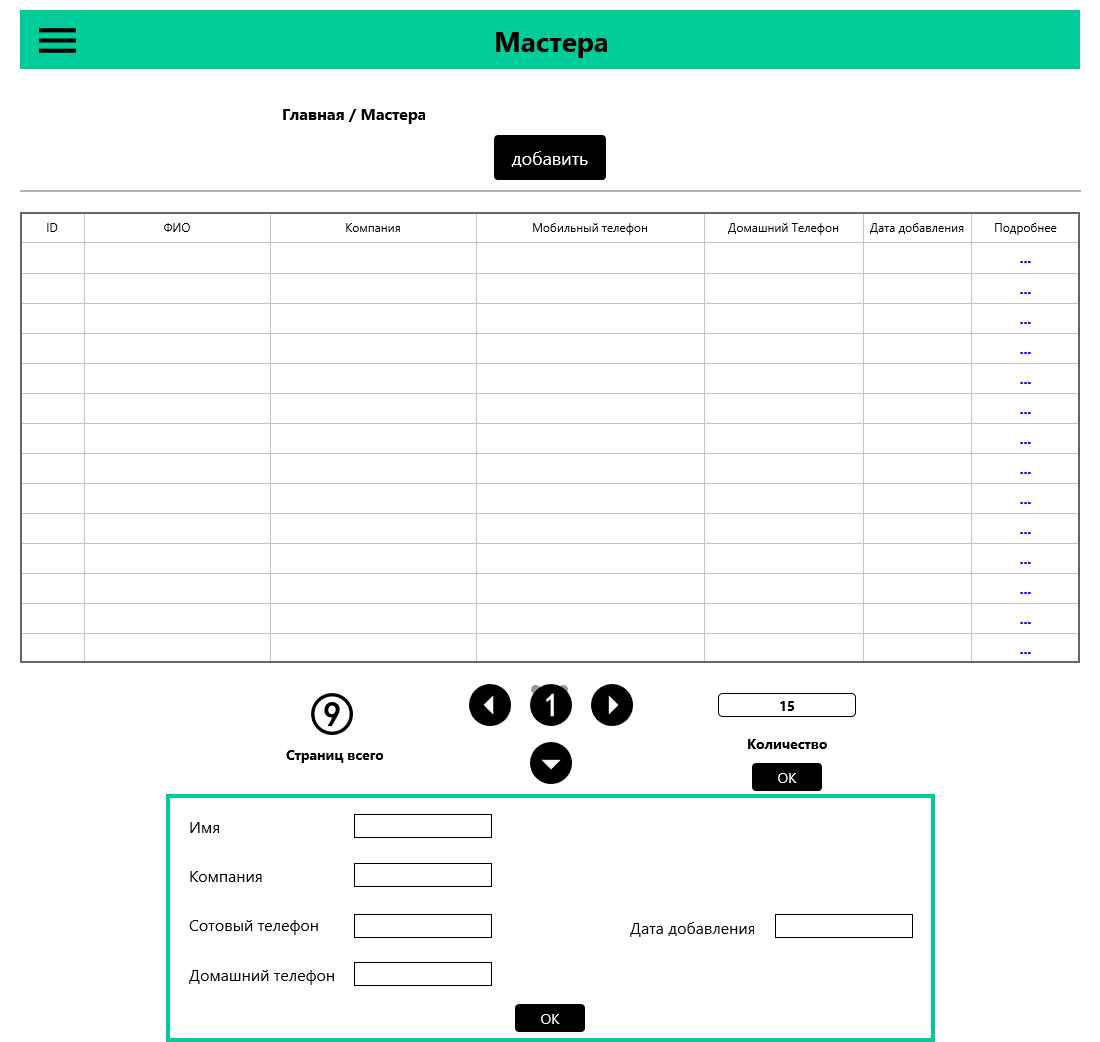 Мастера
Главная / Мастера
добавить
ID ФИО Компания Мобильный телефон Домашний Телефон Дата добавления Подробнее
...
...
...
...
...
...
...
...
...
...
...
...
...
...
9 1 15
Страниц всего Количество
OK
Имя
Компания
Сотовый телефон Дата добавления
Домашний телефон
OK